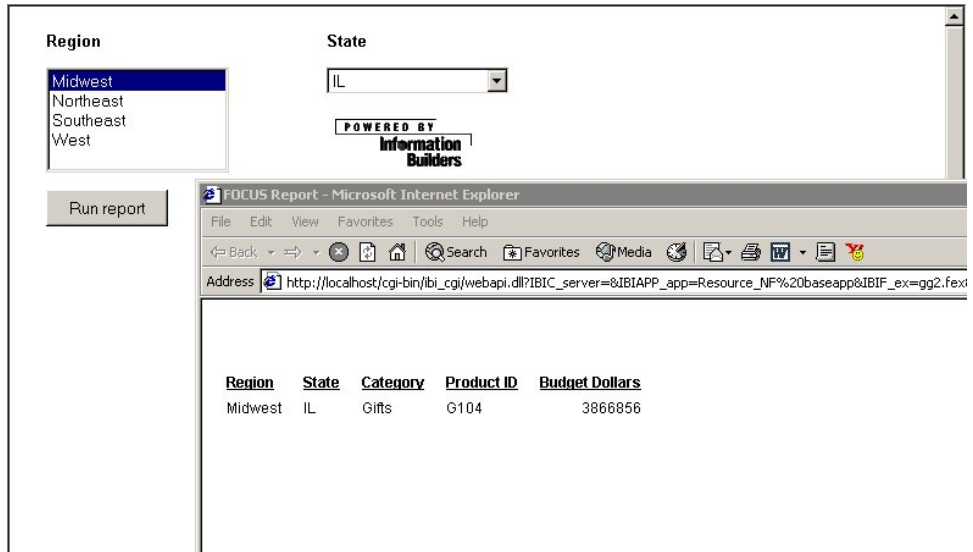 Region State
Midwest
Northeast
Southeast
West
IL
POWERED BY
Information
Builders
Run report
FOCUS Report - Microsoft Internet Explorer
File Edit View Favorites Tools Help
Back Search Favorites Media
Address http://localhost/cgi-bin/ibi_cgi/webapi.dll?IBIC_server=&IBIAPP_app=Resource_NF%20baseapp&IBIF_ex=gg2.fex
Region State Category Product ID Budget Dollars
Midwest IL Gifts G104 3866856